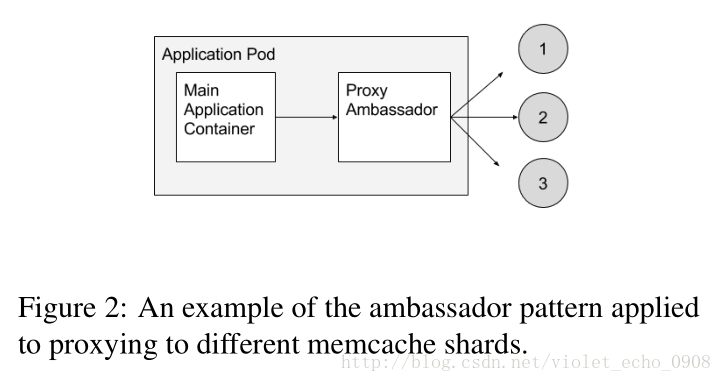 Application Pod
Main
Application
Container
Proxy
Ambassador
1
2
3
Figure 2: An example of the ambassador pattern applied
to proxying to different memcache shards.
http://blog.csdn.net/violet_echo_0908